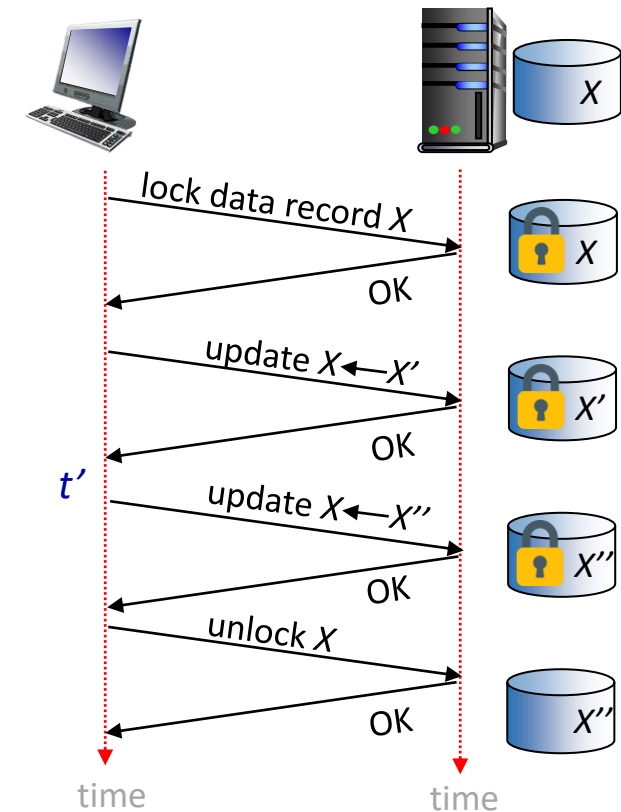 X
lock data record X
X
OK
update X←X'
X'
OK
t'
update X←X''
X''
OK
unlock X
X''
OK
time
time